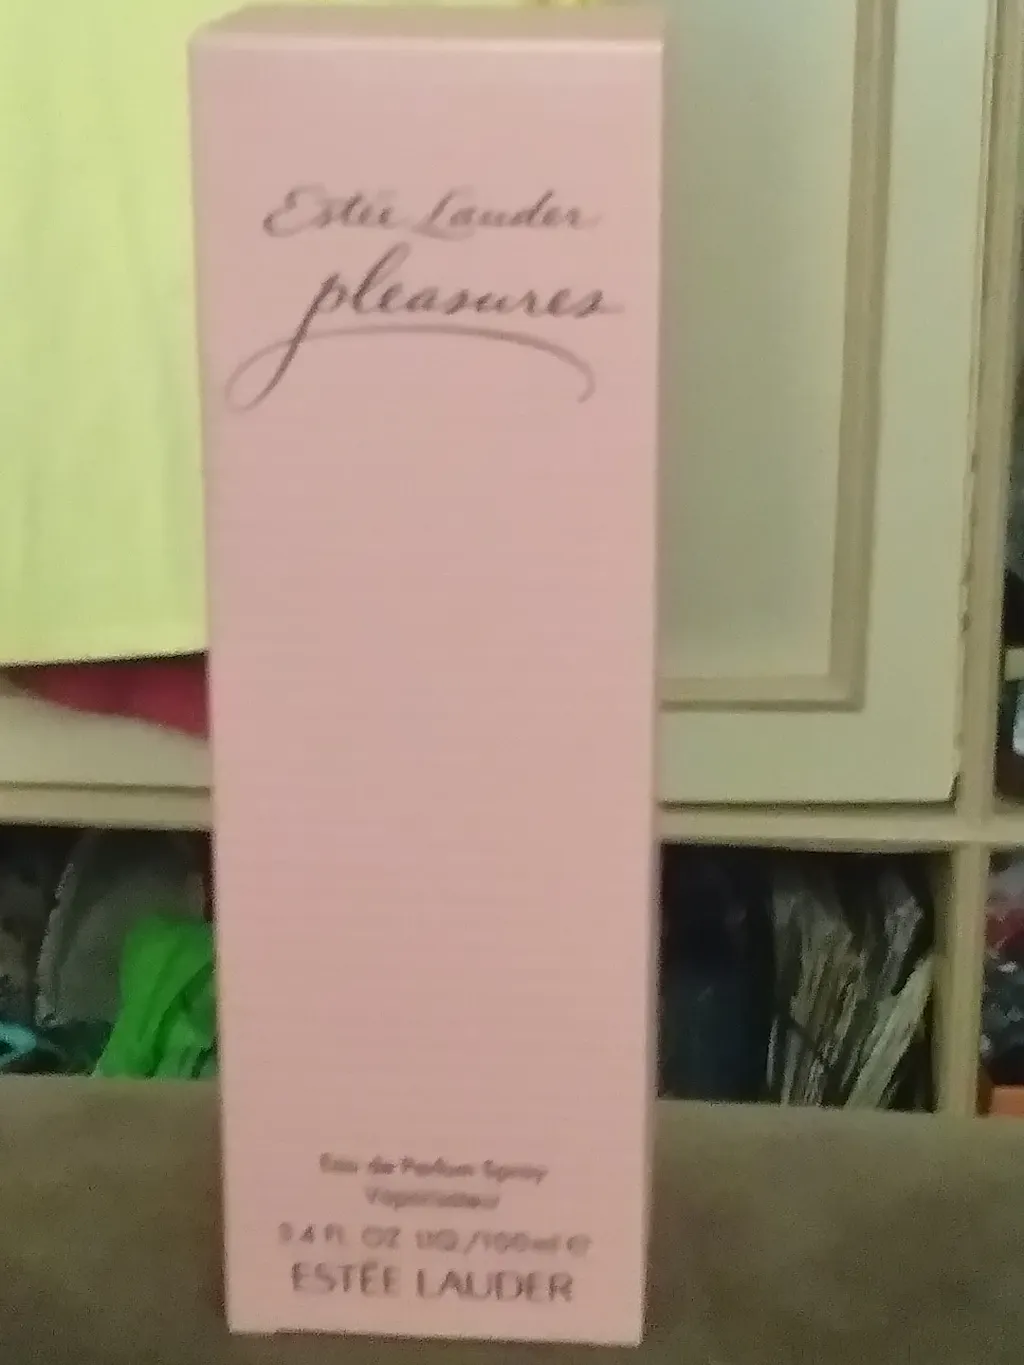 Estée Lauder
pleasures
Eau de Parfum Spray
Vaporisateur
3.4 FL. OZ. LIQ./100ml ℮
ESTĒE LAUDER